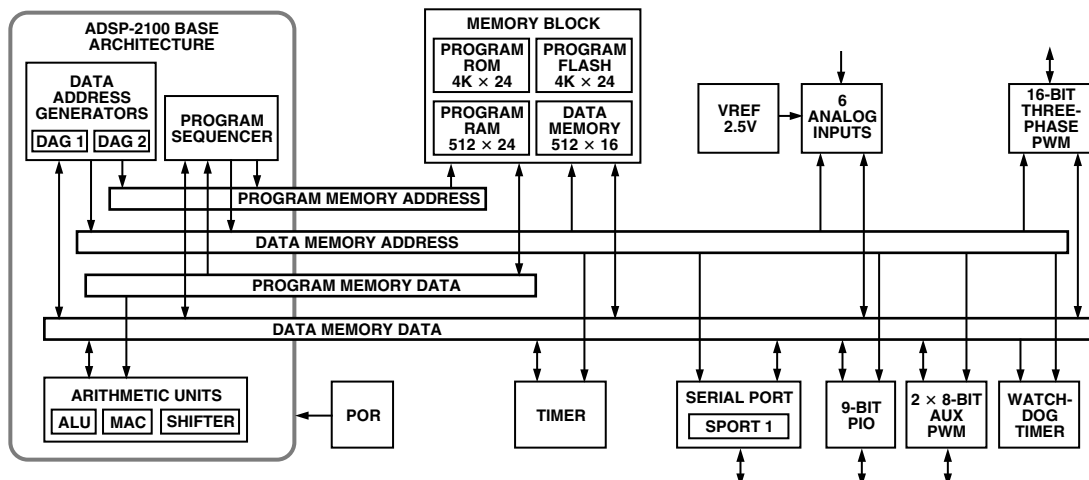 ADSP-2100 BASE
ARCHITECTURE
DATA
ADDRESS
GENERATORS
DAG 1
DAG 2
PROGRAM
SEQUENCER
MEMORY BLOCK
PROGRAM
ROM
4K × 24
PROGRAM
FLASH
4K × 24
PROGRAM
RAM
512 × 24
DATA
MEMORY
512 × 16
VREF
2.5V
6
ANALOG
INPUTS
16-BIT
THREE-
PHASE
PWM
PROGRAM MEMORY ADDRESS
DATA MEMORY ADDRESS
PROGRAM MEMORY DATA
DATA MEMORY DATA
ARITHMETIC UNITS
ALU
MAC
SHIFTER
POR
TIMER
SERIAL PORT
SPORT 1
9-BIT
PIO
2 × 8-BIT
AUX
PWM
WATCH-
DOG
TIMER